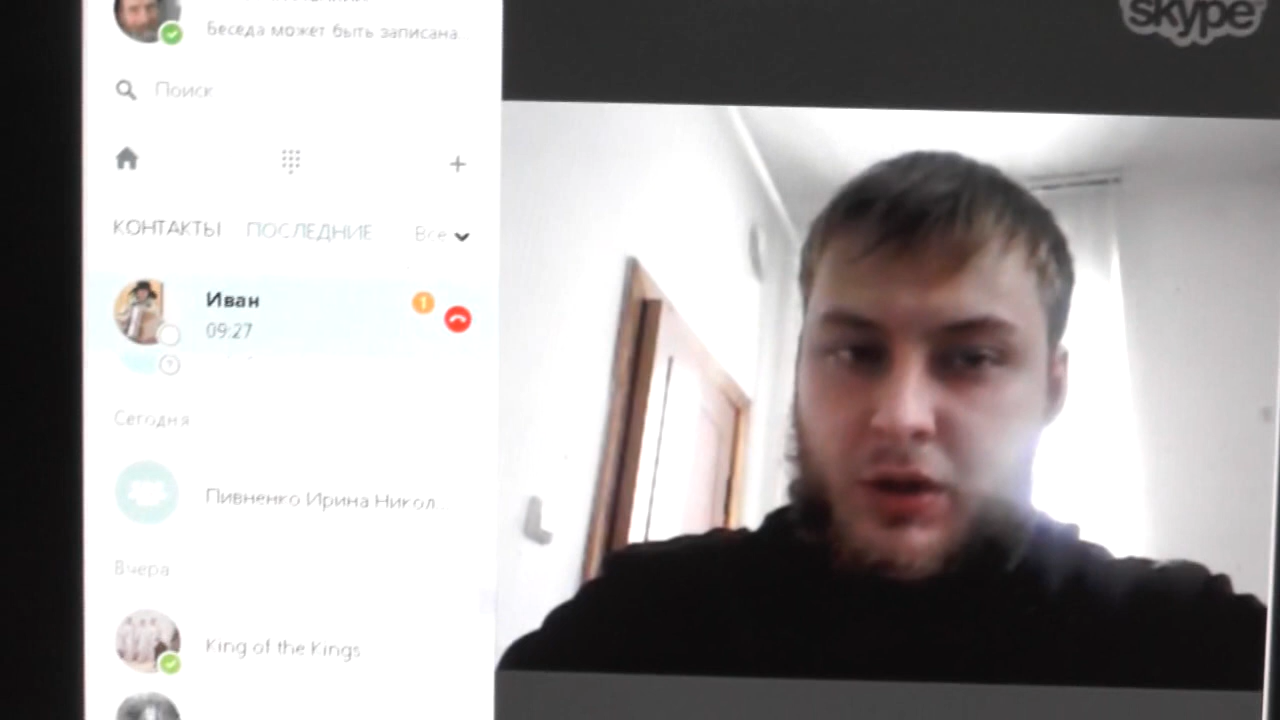 skype
Беседа может быть записана.
Поиск
КОНТАКТЫ ПОСЛЕДНИЕ Все
Иван
1
09:27
?
Сегодня
Пивненко Ирина Никол...
Вчера
King of the Kings